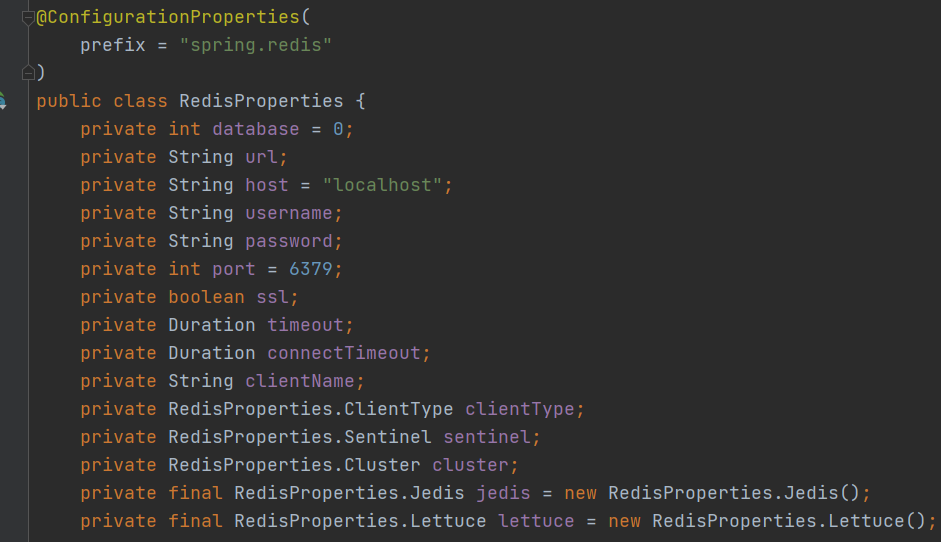 @ConfigurationProperties(
    prefix = "spring.redis"
)
public class RedisProperties {
    private int database = 0;
    private String url;
    private String host = "localhost";
    private String username;
    private String password;
    private int port = 6379;
    private boolean ssl;
    private Duration timeout;
    private Duration connectTimeout;
    private String clientName;
    private RedisProperties.ClientType clientType;
    private RedisProperties.Sentinel sentinel;
    private RedisProperties.Cluster cluster;
    private final RedisProperties.Jedis jedis = new RedisProperties.Jedis();
    private final RedisProperties.Lettuce lettuce = new RedisProperties.Lettuce();